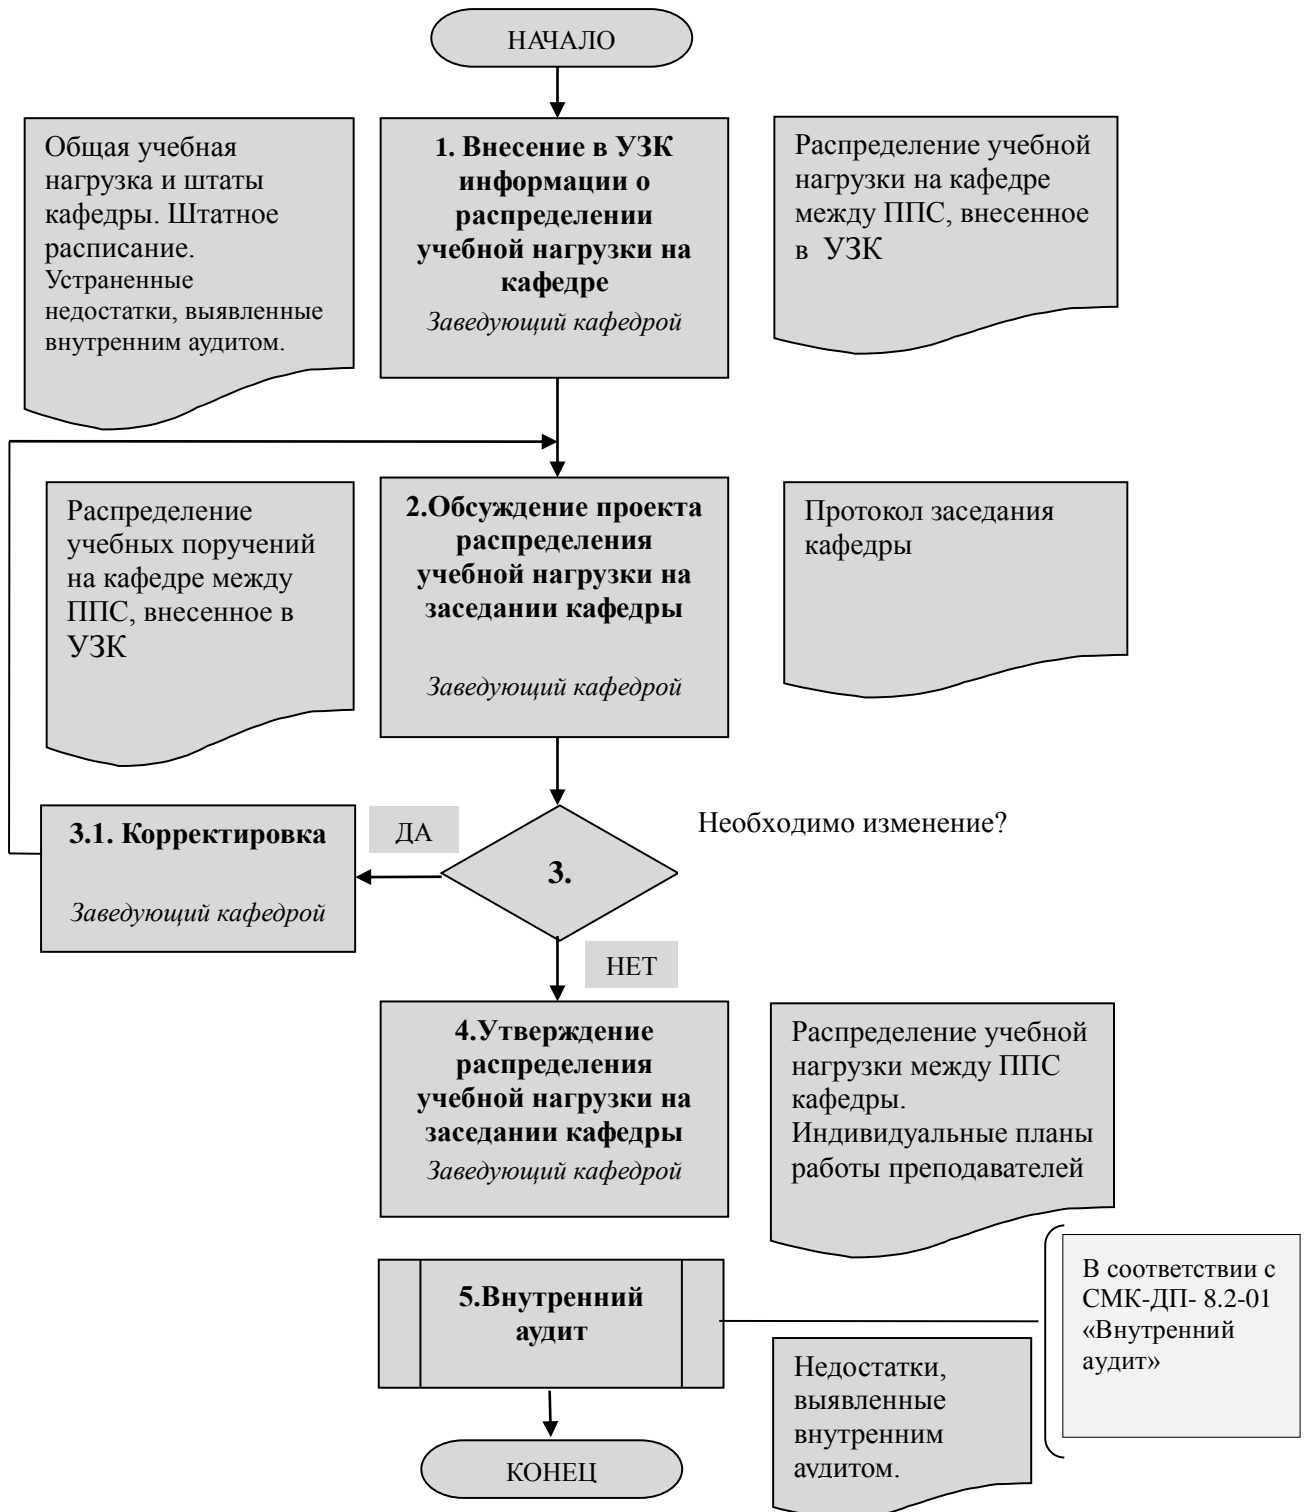 НАЧАЛО
Общая учебная
нагрузка и штаты
кафедры. Штатное
расписание.
Устраненные
недостатки, выявленные
внутренним аудитом.
1. Внесение в УЗК
информации о
распределении
учебной нагрузки на
кафедре
Заведующий кафедрой
Распределение учебной
нагрузки на кафедре
между ППС, внесенное
в УЗК
Распределение
учебных поручений
на кафедре между
ППС, внесенное в
УЗК
2.Обсуждение проекта
распределения
учебной нагрузки на
заседании кафедры
Заведующий кафедрой
Протокол заседания
кафедры
3.1. Корректировка
Заведующий кафедрой
ДА
3.
Необходимо изменение?
НЕТ
4.Утверждение
распределения
учебной нагрузки на
заседании кафедры
Заведующий кафедрой
Распределение учебной
нагрузки между ППС
кафедры.
Индивидуальные планы
работы преподавателей
5.Внутренний
аудит
В соответствии с
СМК-ДП- 8.2-01
«Внутренний
аудит»
Недостатки,
выявленные
внутренним
аудитом.
КОНЕЦ